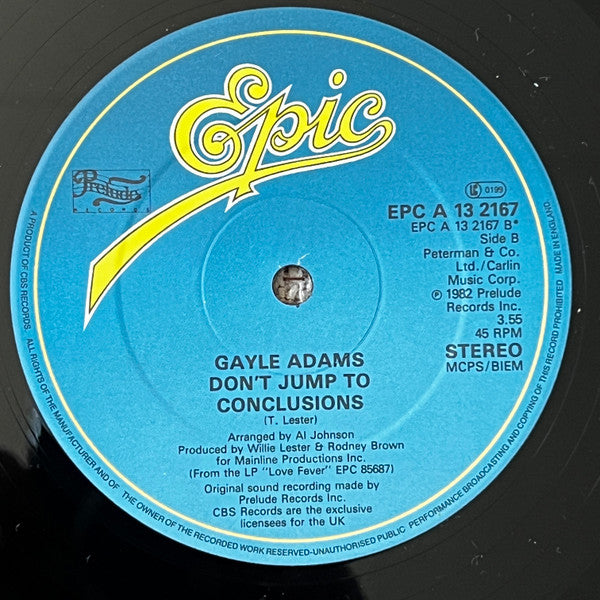 Epic
Prelude
RECORDS
LC 0199
EPC A 13 2167
EPC A 13 2167 B*
Side B
Peterman & Co.
Ltd./Carlin
Music Corp.
℗ 1982 Prelude
Records Inc.
3.55
45 RPM
STEREO
MCPS/BIEM
GAYLE ADAMS
DON'T JUMP TO
CONCLUSIONS
(T. Lester)
Arranged by Al Johnson
Produced by Willie Lester & Rodney Brown
for Mainline Productions Inc.
(From the LP "Love Fever" EPC 85687)
Original sound recording made by
Prelude Records Inc.
CBS Records are the exclusive
licensees for the UK
A PRODUCT OF CBS RECORDS. ALL RIGHTS OF THE MANUFACTURER AND OF THE OWNER OF THE RECORDED WORK RESERVED-UNAUTHORISED PUBLIC PERFORMANCE BROADCASTING AND COPYING OF THIS RECORD PROHIBITED MADE IN ENGLAND.